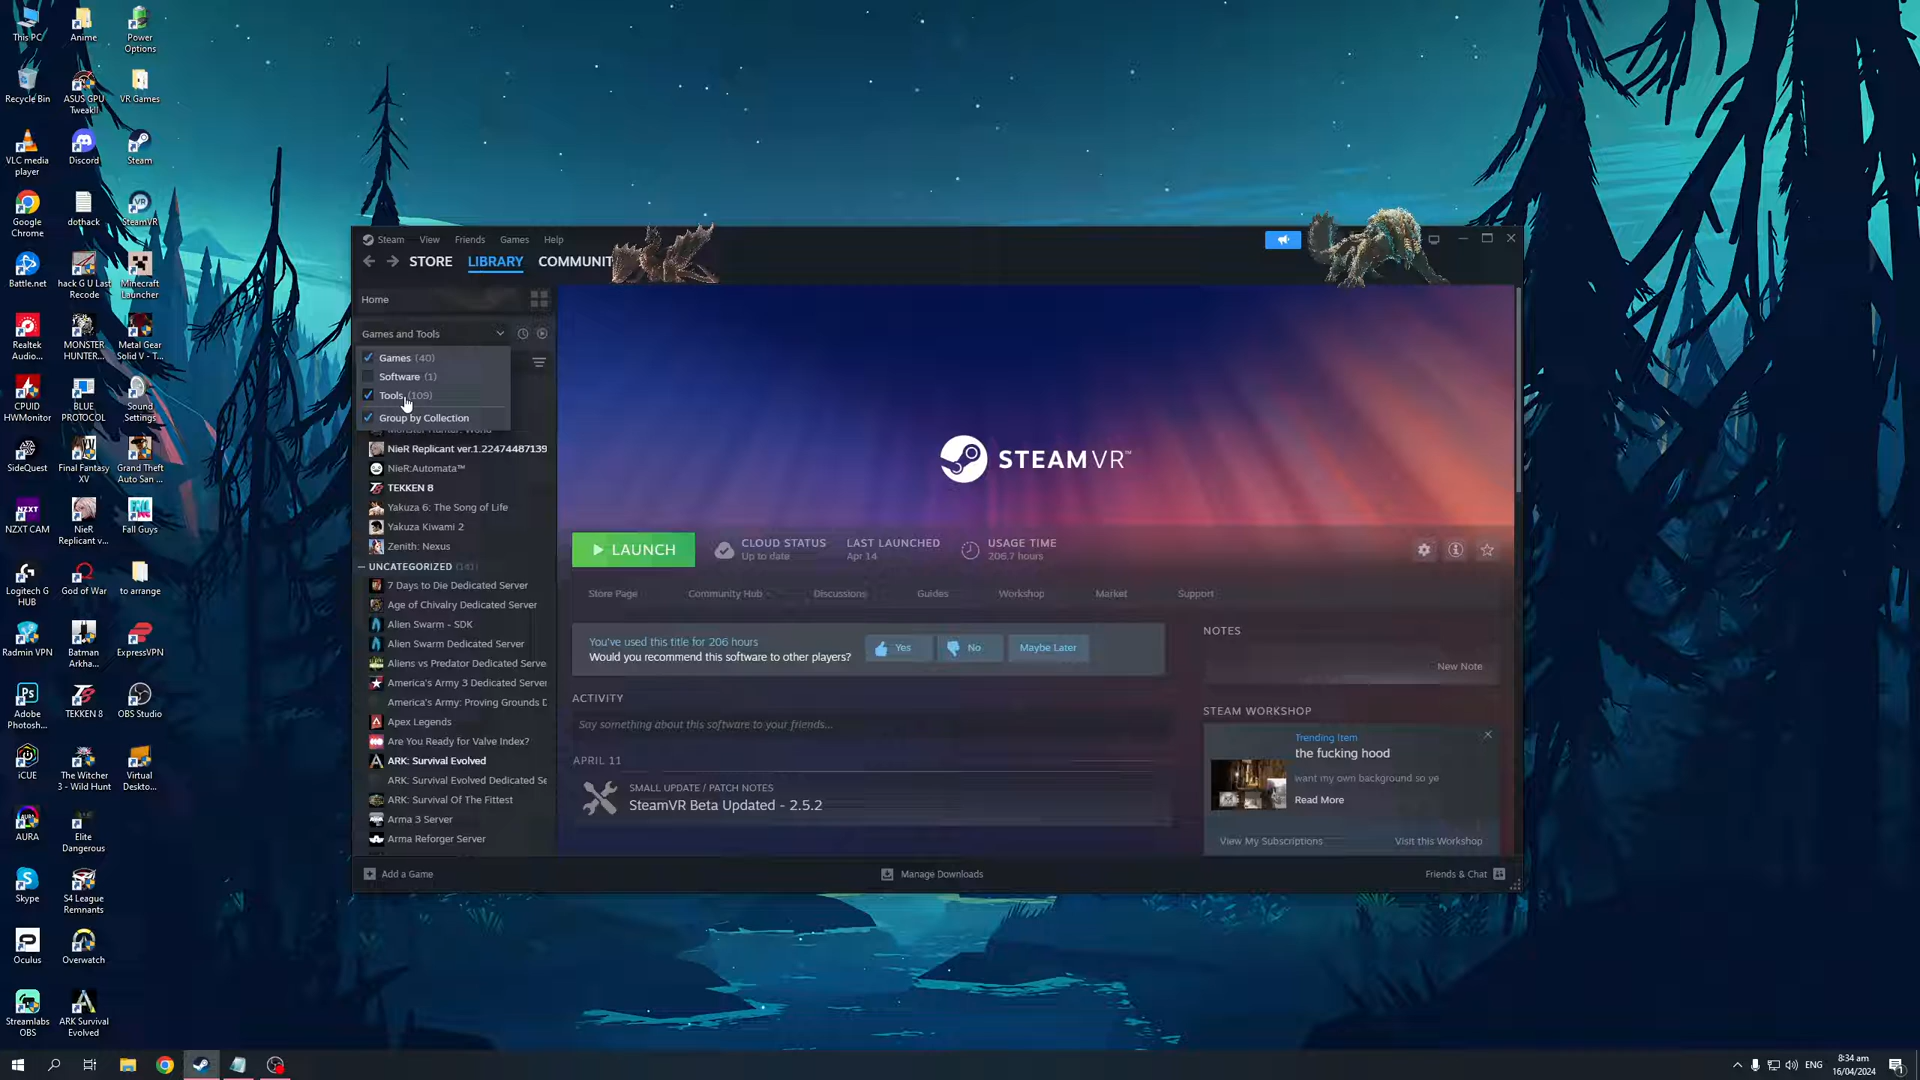 This PC
Anime
Power
Options
Recycle Bin
ASUS GPU
TweakII
VR Games
VLC media
player
Discord
Steam
Google
Chrome
dothack
SteamVR
Battle.net
hack G U Last
Recode
Minecraft
Launcher
Realtek
Audio...
MONSTER
HUNTER...
Metal Gear
Solid V - T...
CPUID
HWMonitor
BLUE
PROTOCOL
Sound
Settings
SideQuest
Final Fantasy
XV
Grand Theft
Auto San ...
NZXT CAM
NieR
Replicant v...
Fall Guys
Logitech G
HUB
God of War
to arrange
Radmin VPN
Batman
Arkha...
ExpressVPN
Adobe
Photosh...
TEKKEN 8
OBS Studio
iCUE
The Witcher
3 - Wild Hunt
Virtual
Deskto...
AURA
Elite
Dangerous
Skype
S4 League
Remnants
Oculus
Overwatch
Streamlabs
OBS
ARK Survival
Evolved
Steam View Friends Games Help
STORE LIBRARY COMMUNIT
Home
Games and Tools
Games (40)
Software (1)
Tools (109)
Group by Collection
Monster Hunter: World
NieR Replicant ver.1.22474487139
NieR:Automata™
TEKKEN 8
Yakuza 6: The Song of Life
Yakuza Kiwami 2
Zenith: Nexus
— UNCATEGORIZED (141)
7 Days to Die Dedicated Server
Age of Chivalry Dedicated Server
Alien Swarm - SDK
Alien Swarm Dedicated Server
Aliens vs Predator Dedicated Serve
America's Army 3 Dedicated Server
America's Army: Proving Grounds D
Apex Legends
Are You Ready for Valve Index?
ARK: Survival Evolved
ARK: Survival Evolved Dedicated Se
ARK: Survival Of The Fittest
Arma 3 Server
Arma Reforger Server
Add a Game
STEAMVR™
LAUNCH
CLOUD STATUS
Up to date
LAST LAUNCHED
Apr 14
USAGE TIME
206.7 hours
Store Page Community Hub Discussions Guides Workshop Market Support
You've used this title for 206 hours
Would you recommend this software to other players?
Yes No Maybe Later
ACTIVITY
Say something about this software to your friends...
APRIL 11
SMALL UPDATE / PATCH NOTES
SteamVR Beta Updated - 2.5.2
NOTES
New Note
STEAM WORKSHOP
Trending Item
the fucking hood
want my own background so ye
Read More
View My Subscriptions Visit this Workshop
Manage Downloads
Friends & Chat
ENG
8:34 am
16/04/2024